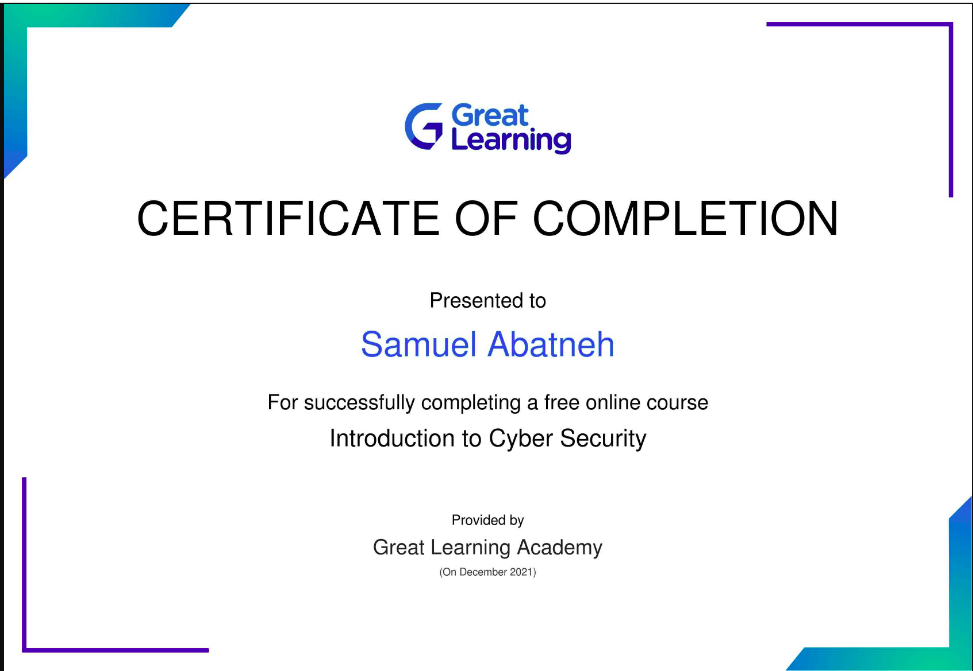 Great
Learning
CERTIFICATE OF COMPLETION
Presented to
Samuel Abatneh
For successfully completing a free online course
Introduction to Cyber Security
Provided by
Great Learning Academy
(On December 2021)